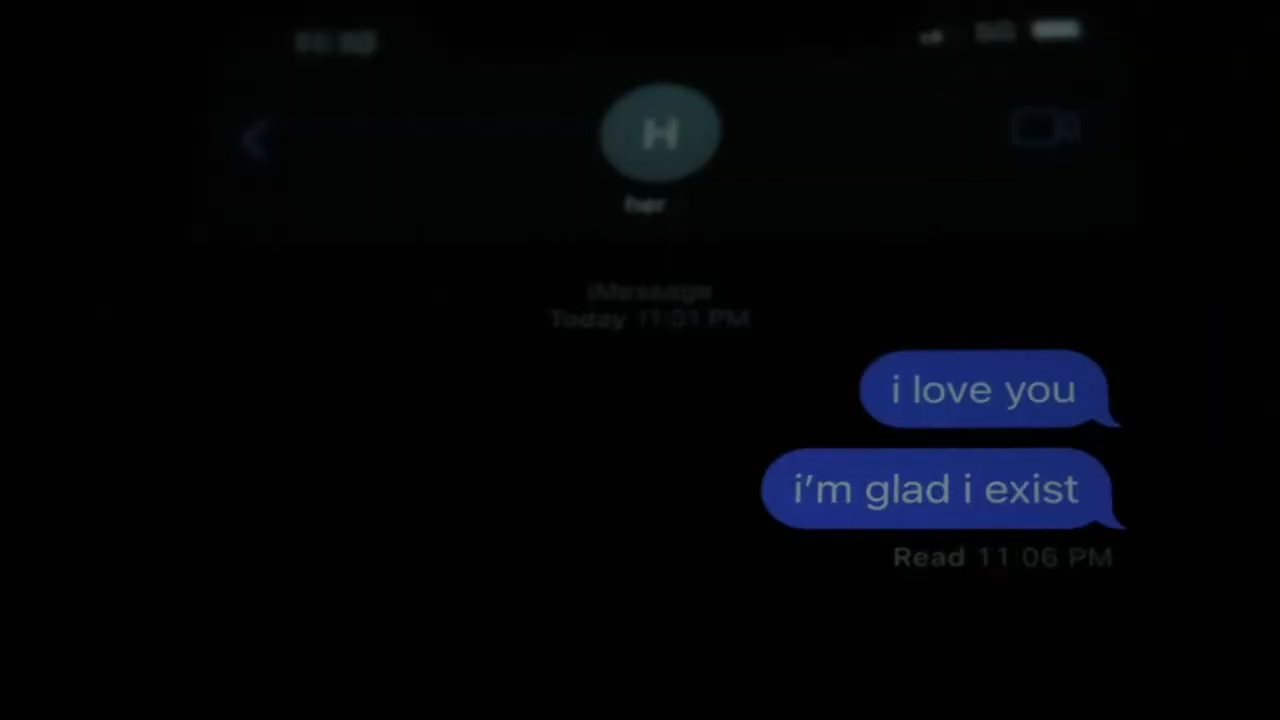 H
her
iMessage
Today 11:01 PM
i love you
i’m glad i exist
Read 11:06 PM